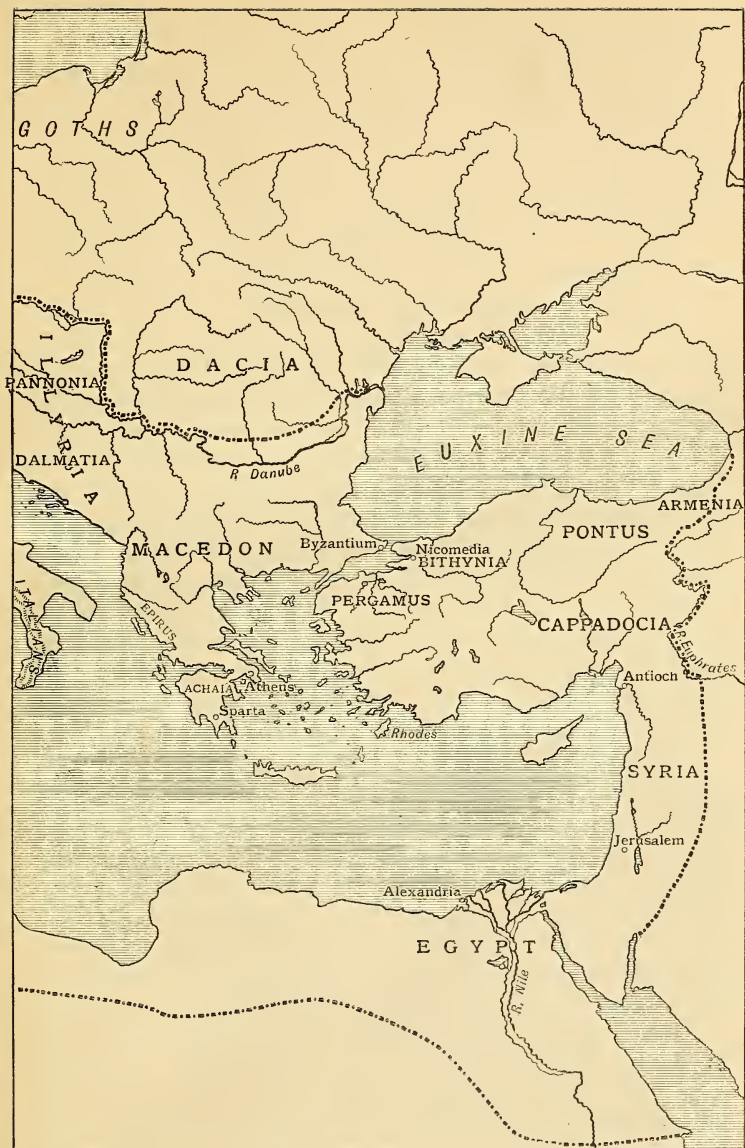 GOTHS
ILLYRIA
PANNONIA
DACIA
DALMATIA
R. Danube
EUXINE SEA
ARMENIA
PONTUS
MACEDON
Byzantium
Nicomedia
BITHYNIA
ITALIANS
EPIRUS
PERGAMUS
CAPPADOCIA
R. Euphrates
ACHAIA
Athens
Antioch
Sparta
Rhodes
SYRIA
Jerusalem
Alexandria
EGYPT
R. Nile